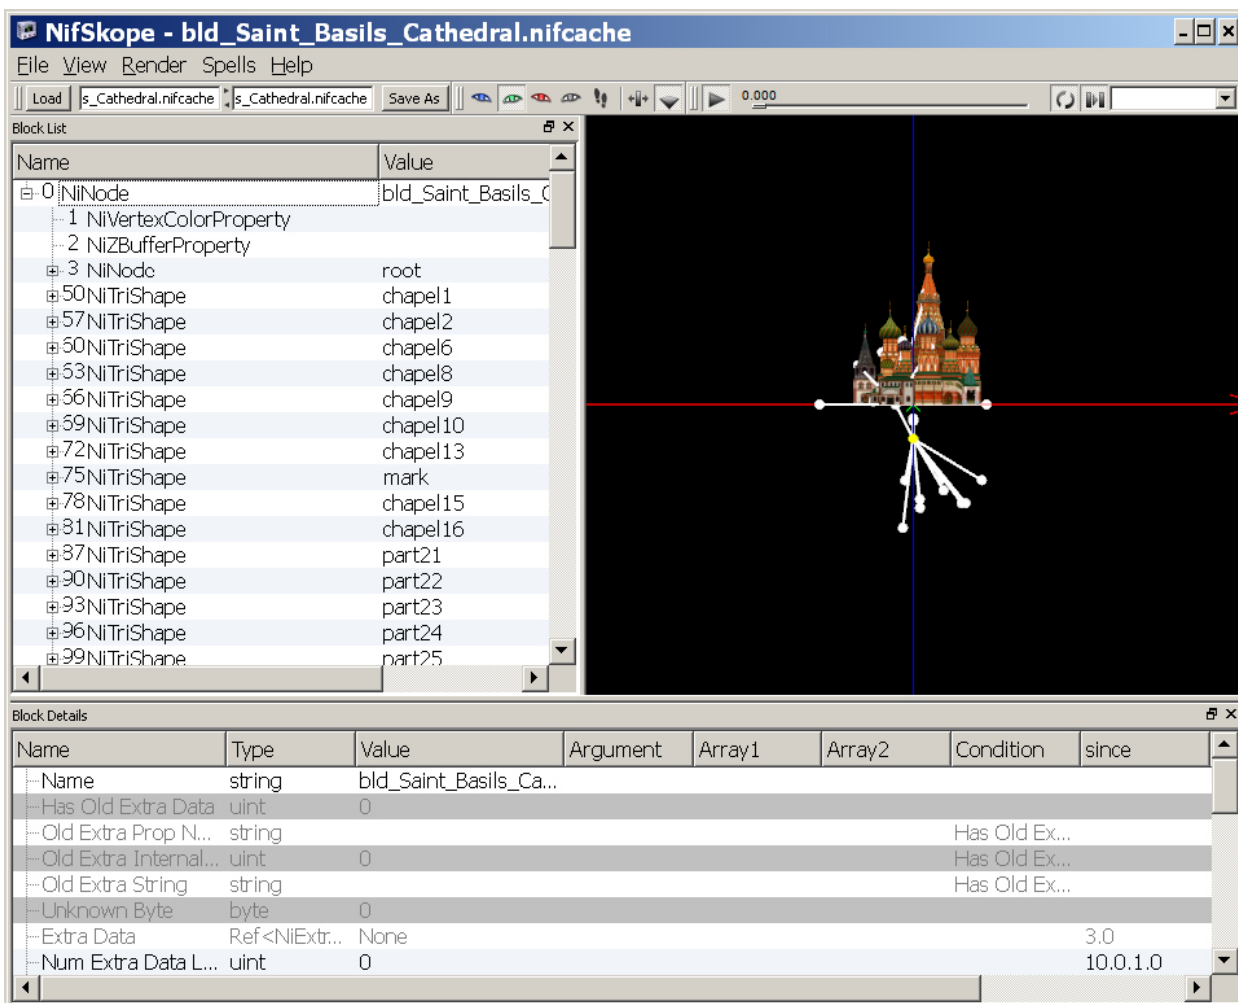 NifSkope - bld_Saint_Basils_Cathedral.nifcache
File View Render Spells Help
Load s_Cathedral.nifcache s_Cathedral.nifcache Save As 0.000
Block List
Name Value
0 NiNode bld_Saint_Basils_C
1 NiVertexColorProperty
2 NiZBufferProperty
3 NiNode root
50 NiTriShape chapel1
57 NiTriShape chapel2
60 NiTriShape chapel6
63 NiTriShape chapel8
66 NiTriShape chapel9
69 NiTriShape chapel10
72 NiTriShape chapel13
75 NiTriShape mark
78 NiTriShape chapel15
81 NiTriShape chapel16
87 NiTriShape part21
90 NiTriShape part22
93 NiTriShape part23
96 NiTriShape part24
99 NiTriShape part25
Block Details
Name Type Value Argument Array1 Array2 Condition since
Name string bld_Saint_Basils_Ca...
Has Old Extra Data uint 0
Old Extra Prop N... string Has Old Ex...
Old Extra Internal... uint 0 Has Old Ex...
Old Extra String string Has Old Ex...
Unknown Byte byte 0
Extra Data Ref<NiExtr... None 3.0
Num Extra Data L... uint 0 10.0.1.0